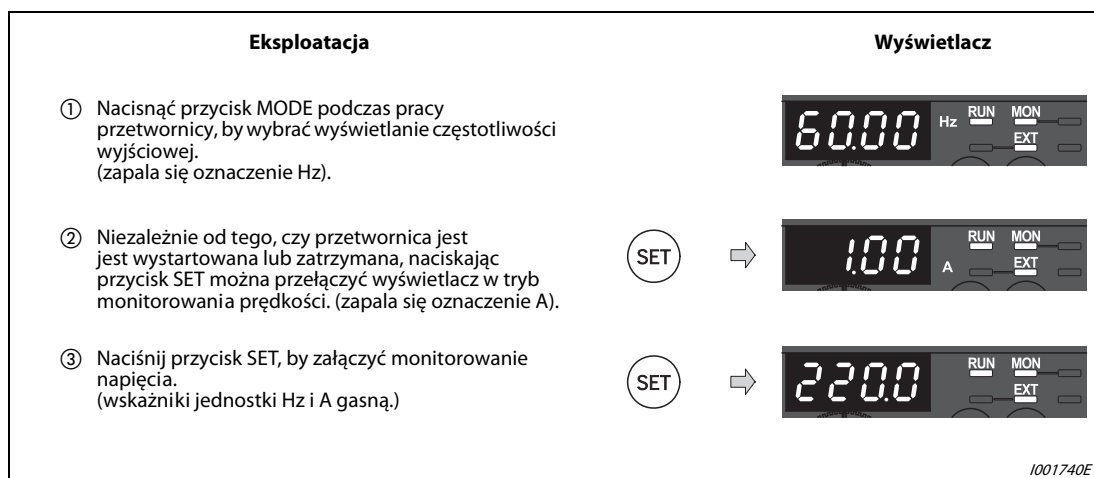 Eksploatacja
Wyświetlacz
① Nacisnąć przycisk MODE podczas pracy
przetwornicy, by wybrać wyświetlanie częstotliwości
wyjściowej.
(zapala się oznaczenie Hz).
60.00 Hz RUN MON
EXT
② Niezależnie od tego, czy przetwornica jest
jest wystartowana lub zatrzymana, naciskając
przycisk SET można przełączyć wyświetlacz w tryb
monitorowania prędkości. (zapala się oznaczenie A).
SET
1.00 A RUN MON
EXT
③ Naciśnij przycisk SET, by załączyć monitorowanie
napięcia.
(wskaźniki jednostki Hz i A gasną.)
SET
220.0 RUN MON
EXT
I001740E